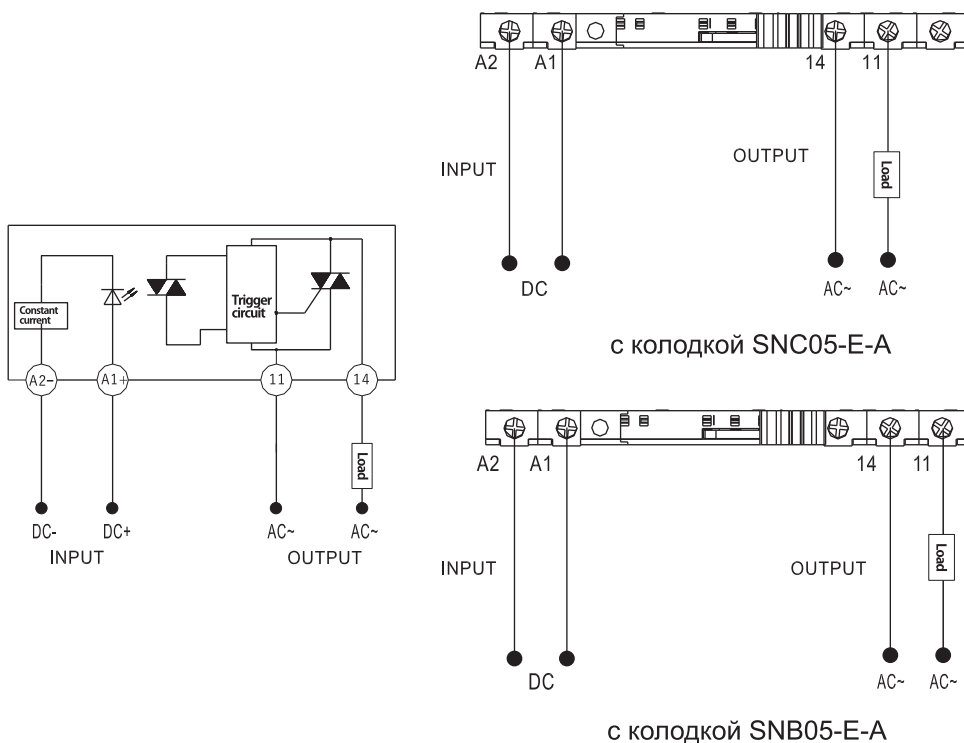 Constant
current
Trigger
circuit
A2-
A1+
11
14
Load
DC-
DC+
AC~
AC~
INPUT
OUTPUT
A2
A1
14
11
INPUT
OUTPUT
Load
DC
AC~
AC~
с колодкой SNC05-E-A
A2
A1
14
11
INPUT
OUTPUT
Load
DC
AC~
AC~
с колодкой SNB05-E-A